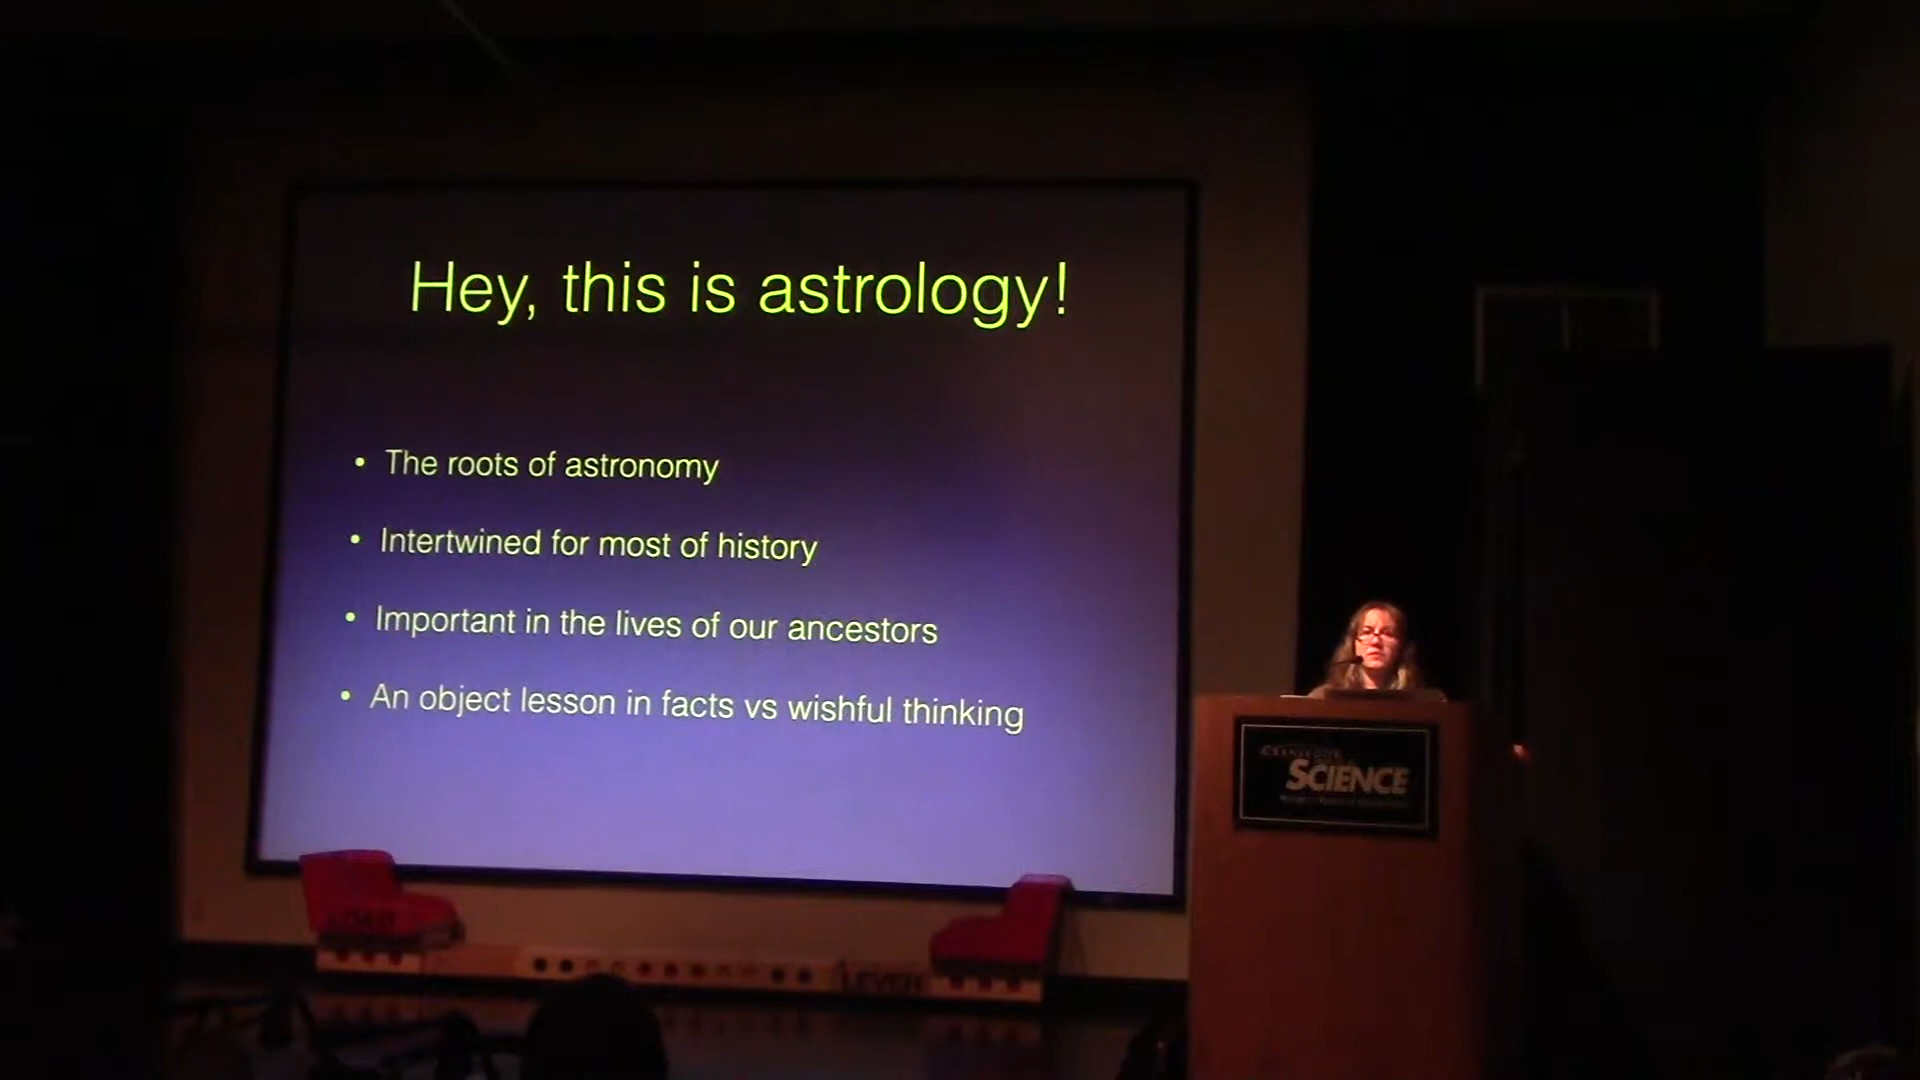 Hey, this is astrology!
• The roots of astronomy
• Intertwined for most of history
• Important in the lives of our ancestors
• An object lesson in facts vs wishful thinking
SCIENCE
LEVER